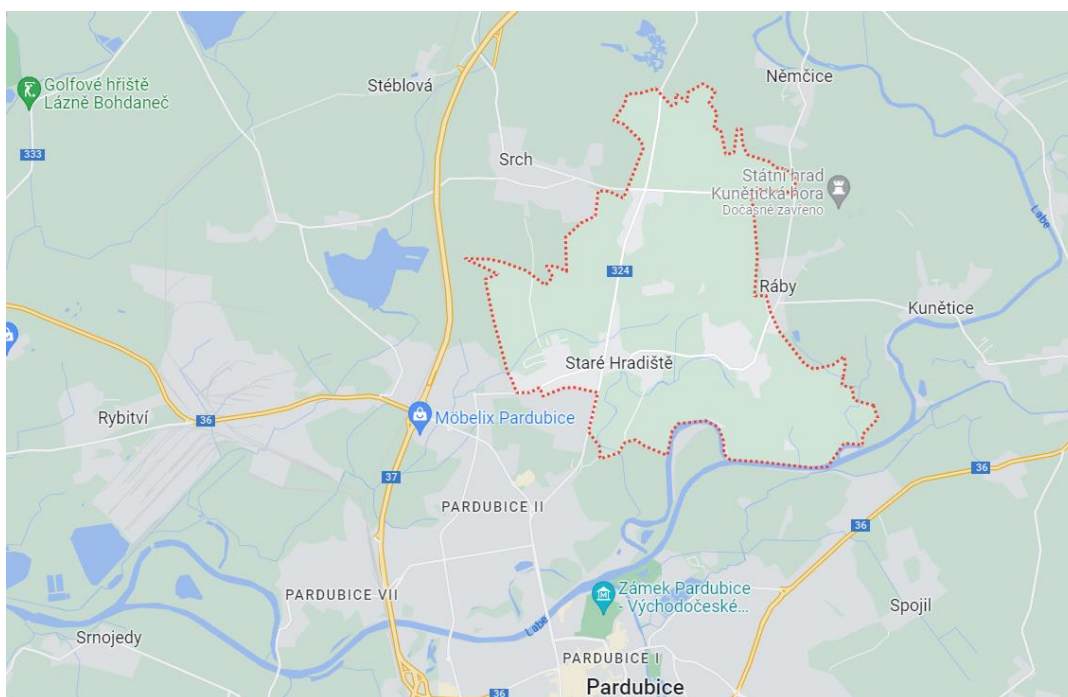 Němčice
Golfové hřiště
Lázně Bohdaneč
Stéblová
333
Srch
Státní hrad
Kunětická hora
Dočasně zavřeno
Labe
324
Ráby
Kunětice
Staré Hradiště
Rybitví
36
Möbelix Pardubice
37
36
PARDUBICE II
36
Zámek Pardubice
- Východočeské...
PARDUBICE VII
Spojil
Srnojedy
Labe
PARDUBICE I
36
Pardubice